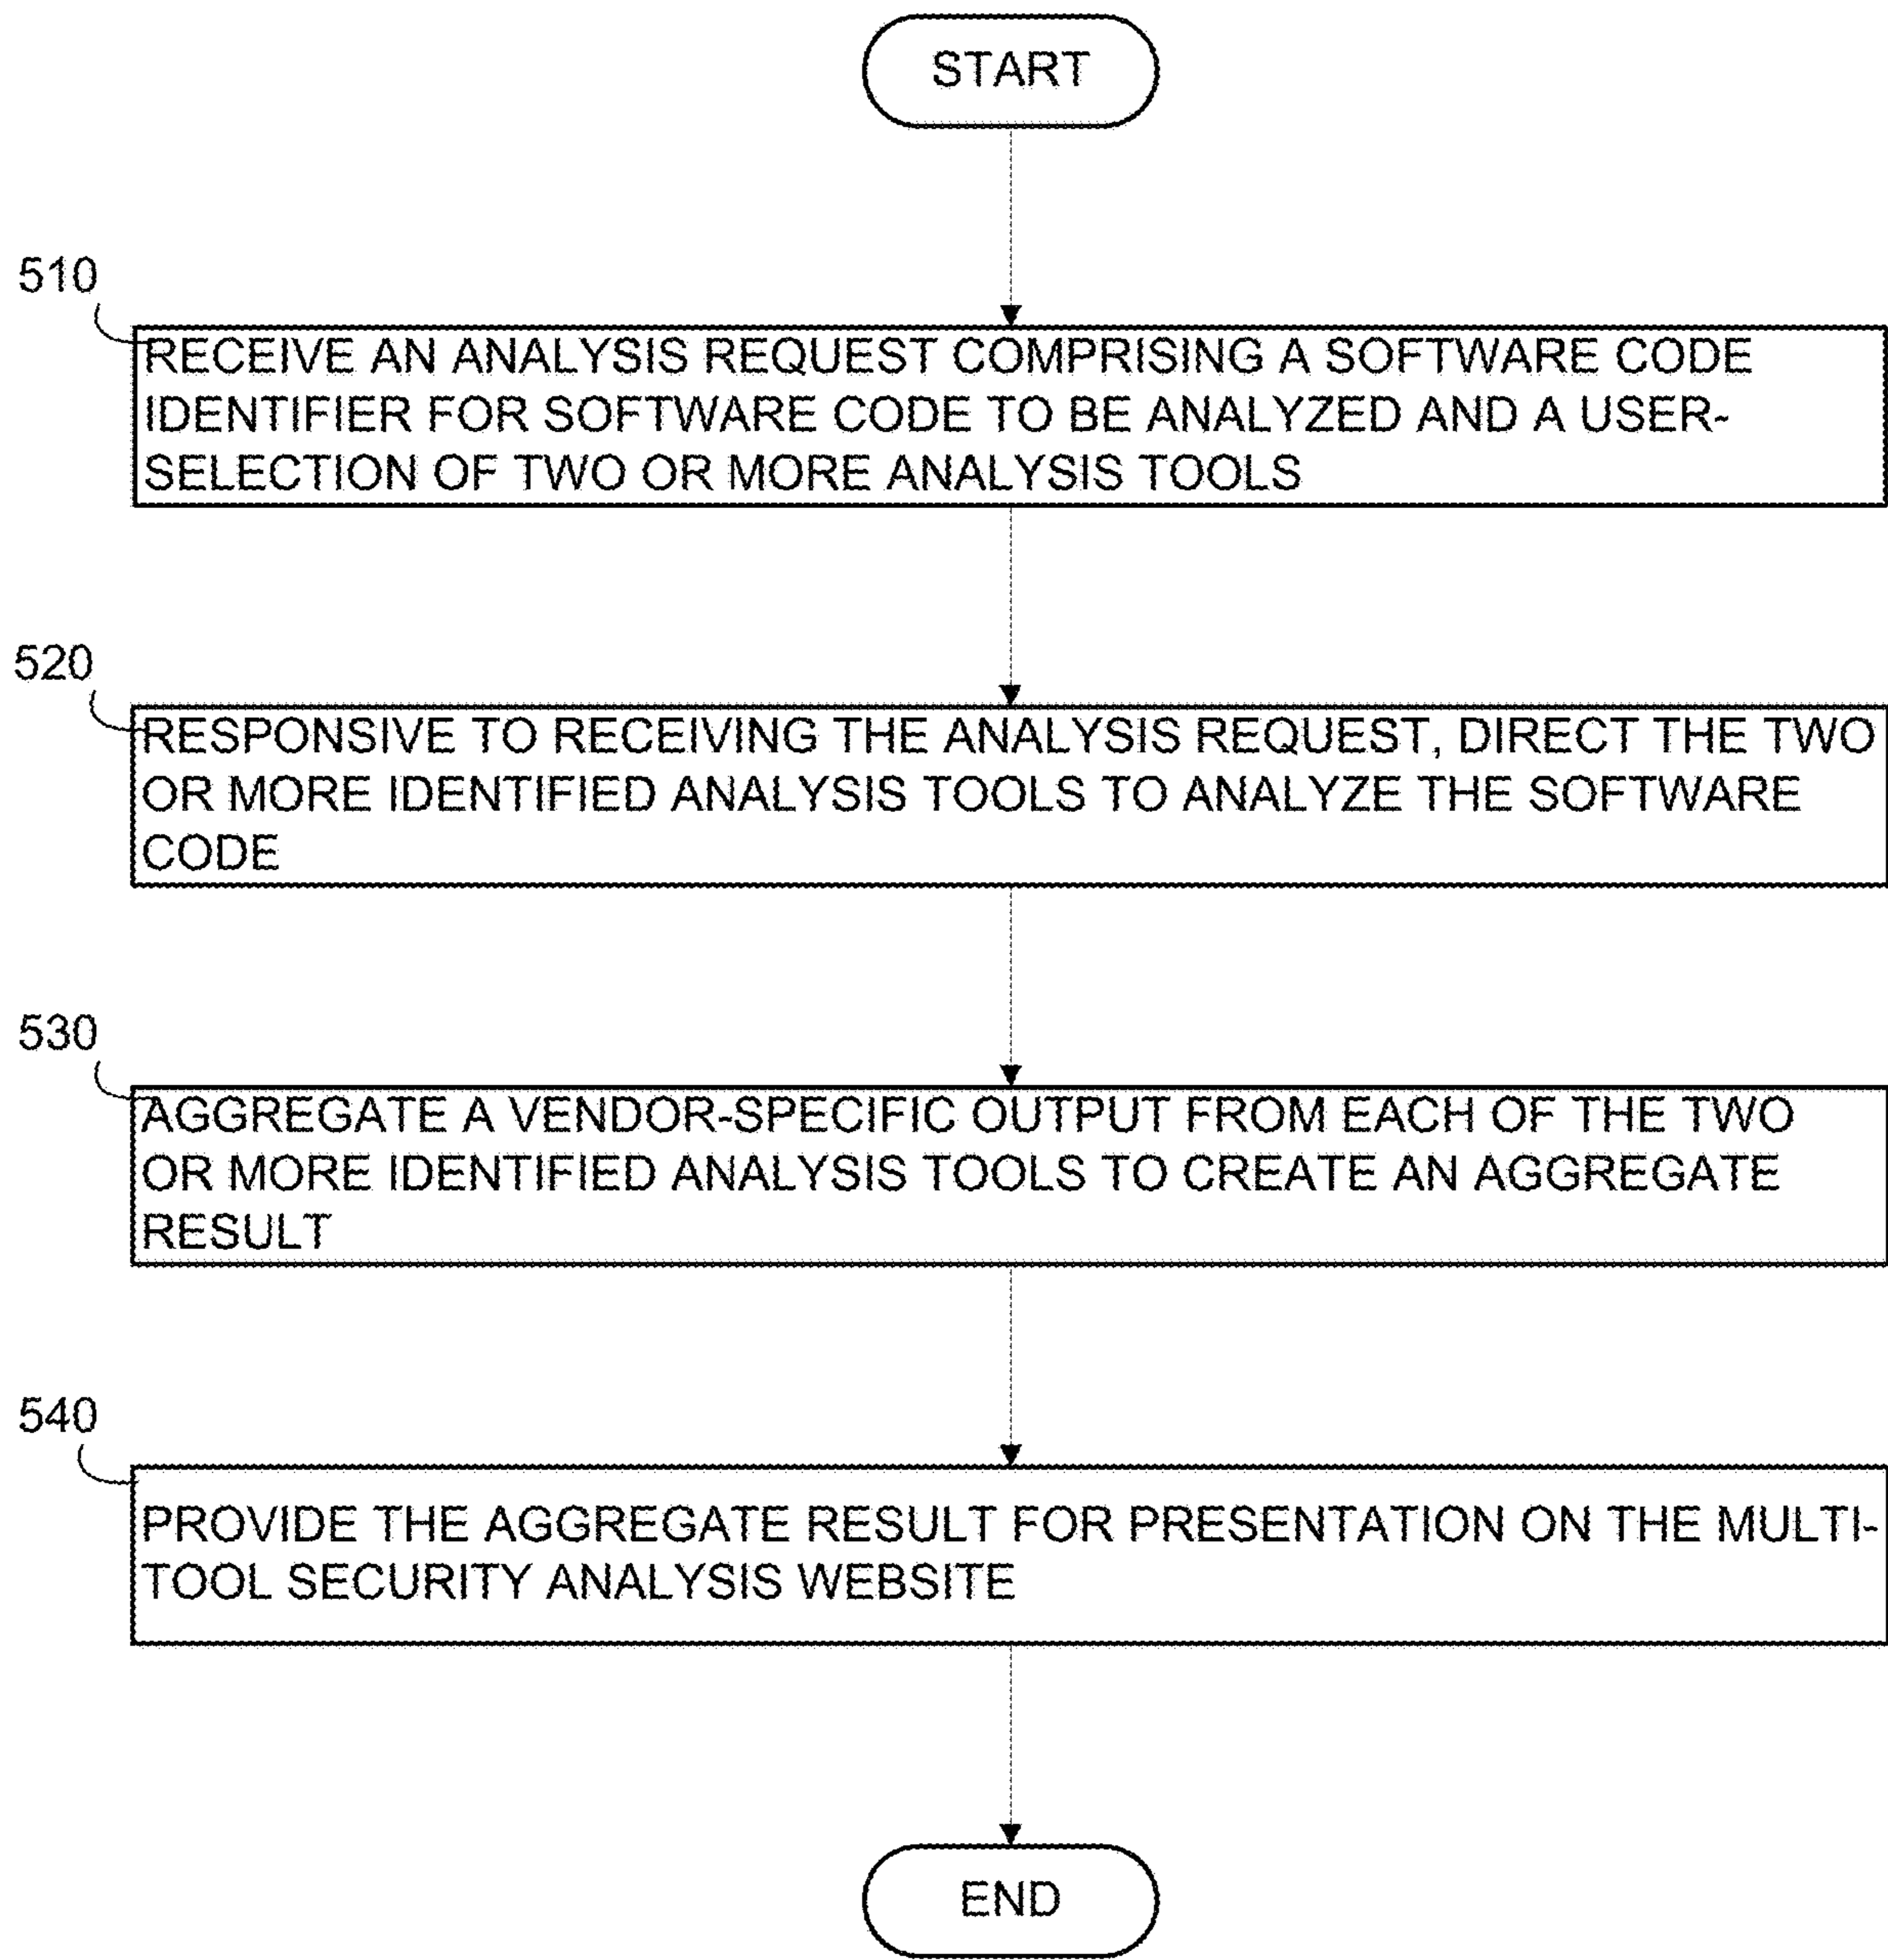 START
510
RECEIVE AN ANALYSIS REQUEST COMPRISING A SOFTWARE CODE
IDENTIFIER FOR SOFTWARE CODE TO BE ANALYZED AND A USER-
SELECTION OF TWO OR MORE ANALYSIS TOOLS
520
RESPONSIVE TO RECEIVING THE ANALYSIS REQUEST, DIRECT THE TWO
OR MORE IDENTIFIED ANALYSIS TOOLS TO ANALYZE THE SOFTWARE
CODE
530
AGGREGATE A VENDOR-SPECIFIC OUTPUT FROM EACH OF THE TWO
OR MORE IDENTIFIED ANALYSIS TOOLS TO CREATE AN AGGREGATE
RESULT
540
PROVIDE THE AGGREGATE RESULT FOR PRESENTATION ON THE MULTI-
TOOL SECURITY ANALYSIS WEBSITE
END